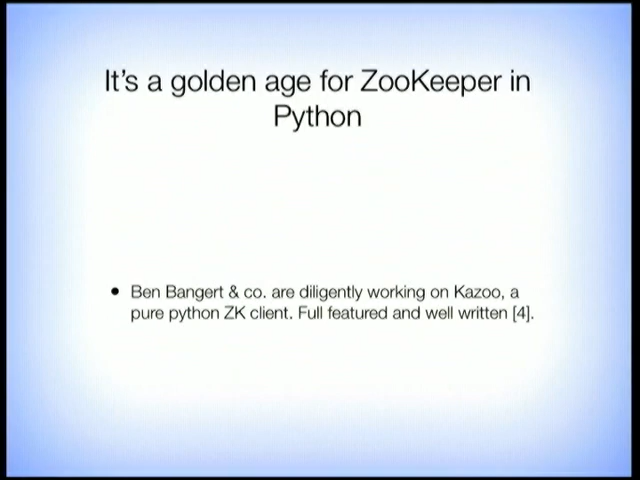 It's a golden age for ZooKeeper in
Python
• Ben Bangert & co. are diligently working on Kazoo, a
pure python ZK client. Full featured and well written [4].